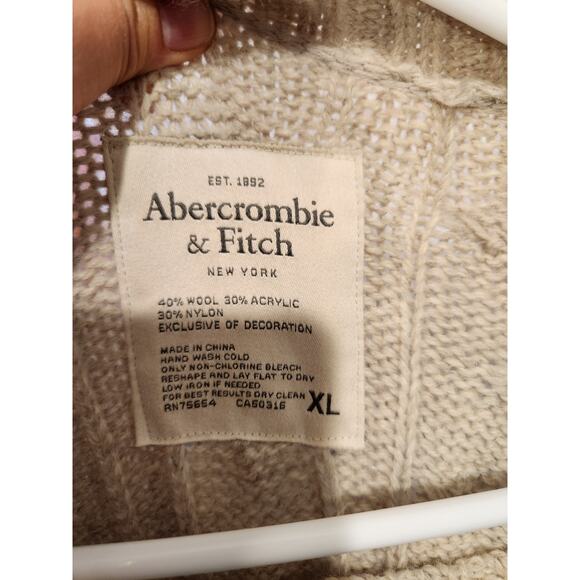 EST. 1892
Abercrombie
& Fitch
NEW YORK
40% WOOL 30% ACRYLIC
30% NYLON
EXCLUSIVE OF DECORATION
MADE IN CHINA
HAND WASH COLD
ONLY NON-CHLORINE BLEACH
RESHAPE AND LAY FLAT TO DRY
LOW IRON IF NEEDED
FOR BEST RESULTS DRY CLEAN
RN75654 CA50316 XL